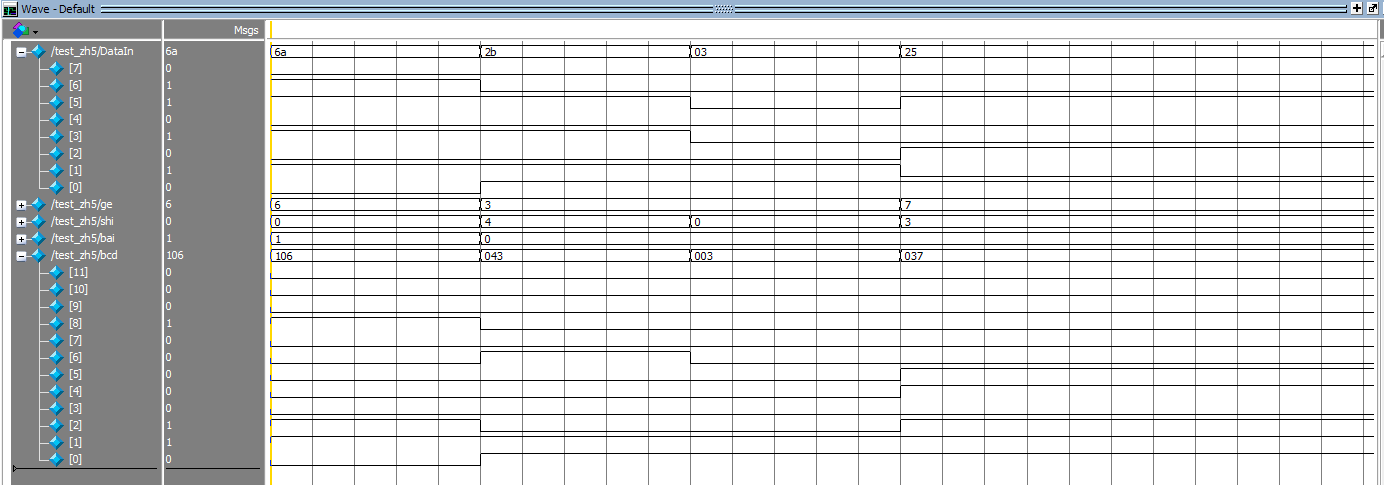 Wave - Default
Msgs
/test_zh5/DataIn 6a 6a 2b 03 25
[7] 0
[6] 1
[5] 1
[4] 0
[3] 1
[2] 0
[1] 1
[0] 0
/test_zh5/ge 6 6 3 7
/test_zh5/shi 0 0 4 0 3
/test_zh5/bai 1 1 0
/test_zh5/bcd 106 106 043 003 037
[11] 0
[10] 0
[9] 0
[8] 1
[7] 0
[6] 0
[5] 0
[4] 0
[3] 0
[2] 1
[1] 1
[0] 0